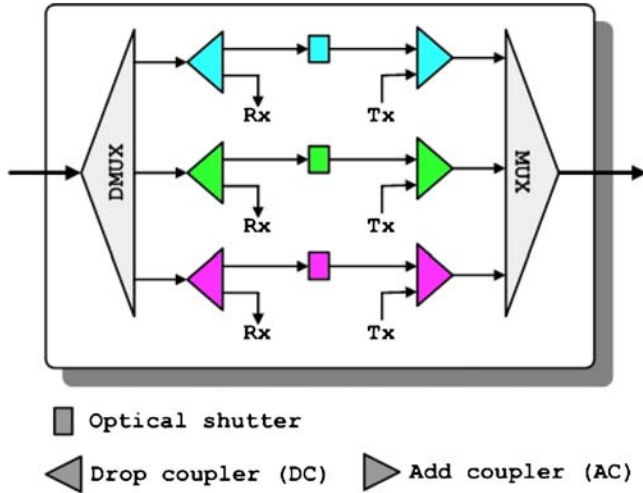 Rx Tx
DMUX MUX
Rx Tx
Rx Tx
Optical shutter
Drop coupler (DC) Add coupler (AC)